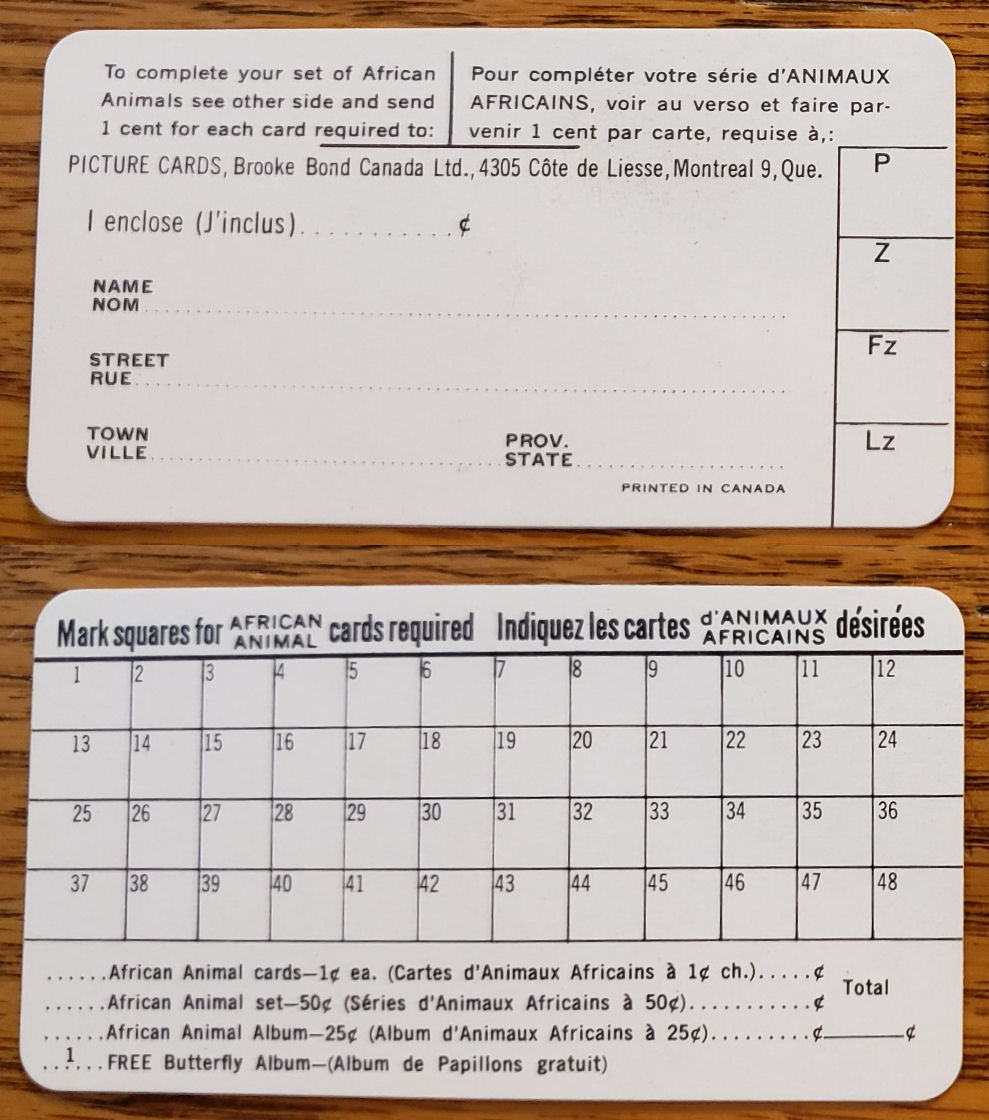 To complete your set of African
Animals see other side and send
1 cent for each card required to:
Pour compléter votre série d'ANIMAUX
AFRICAINS, voir au verso et faire par-
venir 1 cent par carte, requise à,:
PICTURE CARDS, Brooke Bond Canada Ltd., 4305 Côte de Liesse, Montreal 9, Que.
I enclose (J'inclus)...........¢
NAME
NOM
STREET
RUE
TOWN
VILLE
PROV.
STATE
PRINTED IN CANADA
P
Z
Fz
Lz
Mark squares for AFRICAN ANIMAL cards required Indiquez les cartes d'ANIMAUX AFRICAINS désirées
1 2 3 4 5 6 7 8 9 10 11 12
13 14 15 16 17 18 19 20 21 22 23 24
25 26 27 28 29 30 31 32 33 34 35 36
37 38 39 40 41 42 43 44 45 46 47 48
......African Animal cards—1¢ ea. (Cartes d'Animaux Africains à 1¢ ch.).....¢
......African Animal set—50¢ (Séries d'Animaux Africains à 50¢)...........¢
Total
......African Animal Album—25¢ (Album d'Animaux Africains à 25¢).........¢______¢
..1...FREE Butterfly Album—(Album de Papillons gratuit)